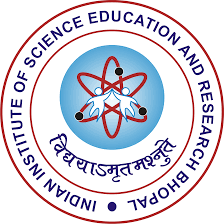 INDIAN INSTITUTE OF SCIENCE EDUCATION AND RESEARCH BHOPAL
विद्ययाऽमृतमश्नुते